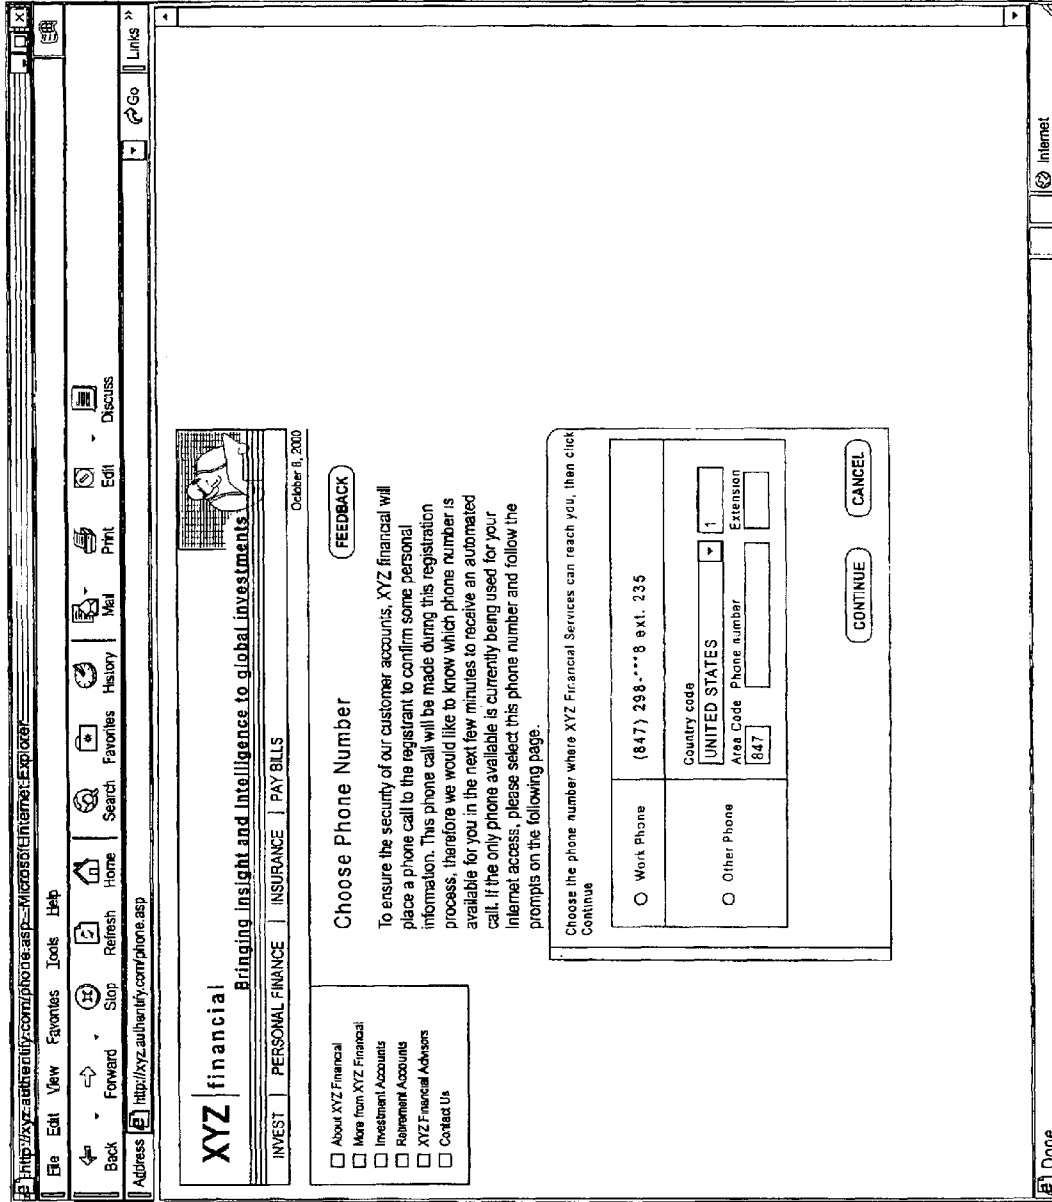 http://xyz.authentify.com/phone.asp - Microsoft Internet Explorer
File Edit View Favorites Tools Help
Back Forward Stop Refresh Home Search Favorites History Mail Print Edit Discuss
Address http://xyz.authentify.com/phone.asp Go Links »
XYZ financial
Bringing Insight and Intelligence to global investments
INVEST | PERSONAL FINANCE | INSURANCE | PAY BILLS
October 8, 2000
About XYZ Financial
More from XYZ Financial
Investment Accounts
Retirement Accounts
XYZ Financial Advisors
Contact Us
Choose Phone Number
FEEDBACK
To ensure the security of our customer accounts, XYZ financial will
place a phone call to the registrant to confirm some personal
information. This phone call will be made during this registration
process, therefore we would like to know which phone number is
available for you in the next few minutes to receive an automated
call. If the only phone available is currently being used for your
Internet access, please select this phone number and follow the
prompts on the following page.
Choose the phone number where XYZ Financial Services can reach you, then click
Continue
Work Phone (847) 298-***8 ext. 235
Other Phone
Country code
UNITED STATES 1
Area Code Phone number Extension
847
CONTINUE CANCEL
Done Internet